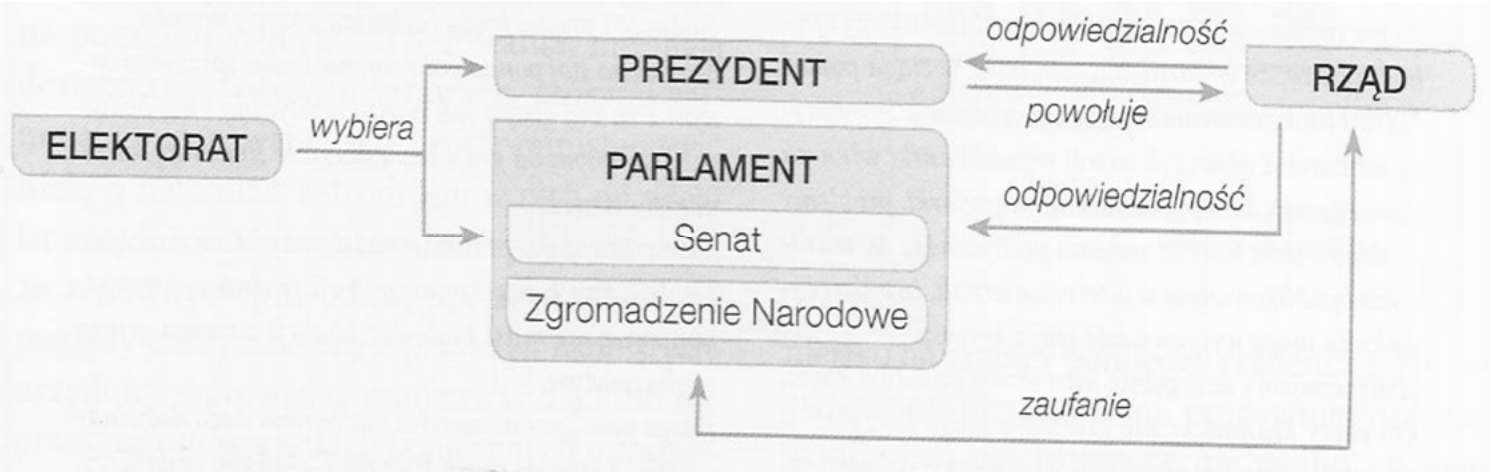 ELEKTORAT
wybiera
PREZYDENT
PARLAMENT
Senat
Zgromadzenie Narodowe
odpowiedzialność
powołuje
RZĄD
odpowiedzialność
zaufanie